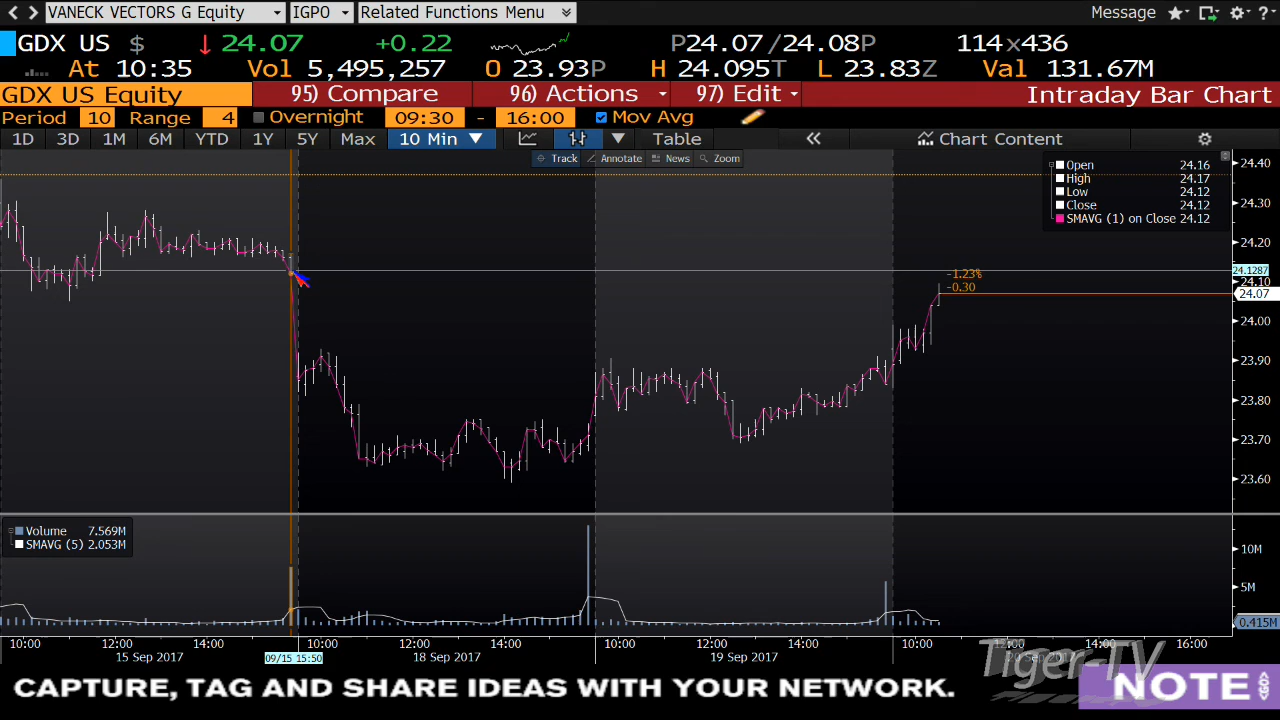 VANECK VECTORS G Equity IGPO Related Functions Menu Message ?
GDX US $ ↓ 24.07 +0.22 P24.07/24.08P 114x436
At 10:35 Vol 5,495,257 O 23.93P H 24.095T L 23.83Z Val 131.67M
GDX US Equity 95) Compare 96) Actions 97) Edit Intraday Bar Chart
Period 10 Range 4 Overnight 09:30 - 16:00 Mov Avg
1D 3D 1M 6M YTD 1Y 5Y Max 10 Min Table « Chart Content
Track Annotate News Zoom
Open 24.16
High 24.17
Low 24.12
Close 24.12
SMAVG (1) on Close 24.12
24.40
24.30
24.20
24.1287
24.10
24.07
24.00
23.90
23.80
23.70
23.60
-1.23%
-0.30
Volume 7.569M
SMAVG (5) 2.053M
10M
5M
0.415M
10:00 12:00 14:00 10:00 12:00 14:00 10:00 12:00 14:00 10:00 12:00 14:00 16:00
15 Sep 2017 09/15 15:50 18 Sep 2017 19 Sep 2017 20 Sep 2017
Tiger-TV
CAPTURE, TAG AND SHARE IDEAS WITH YOUR NETWORK. NOTE